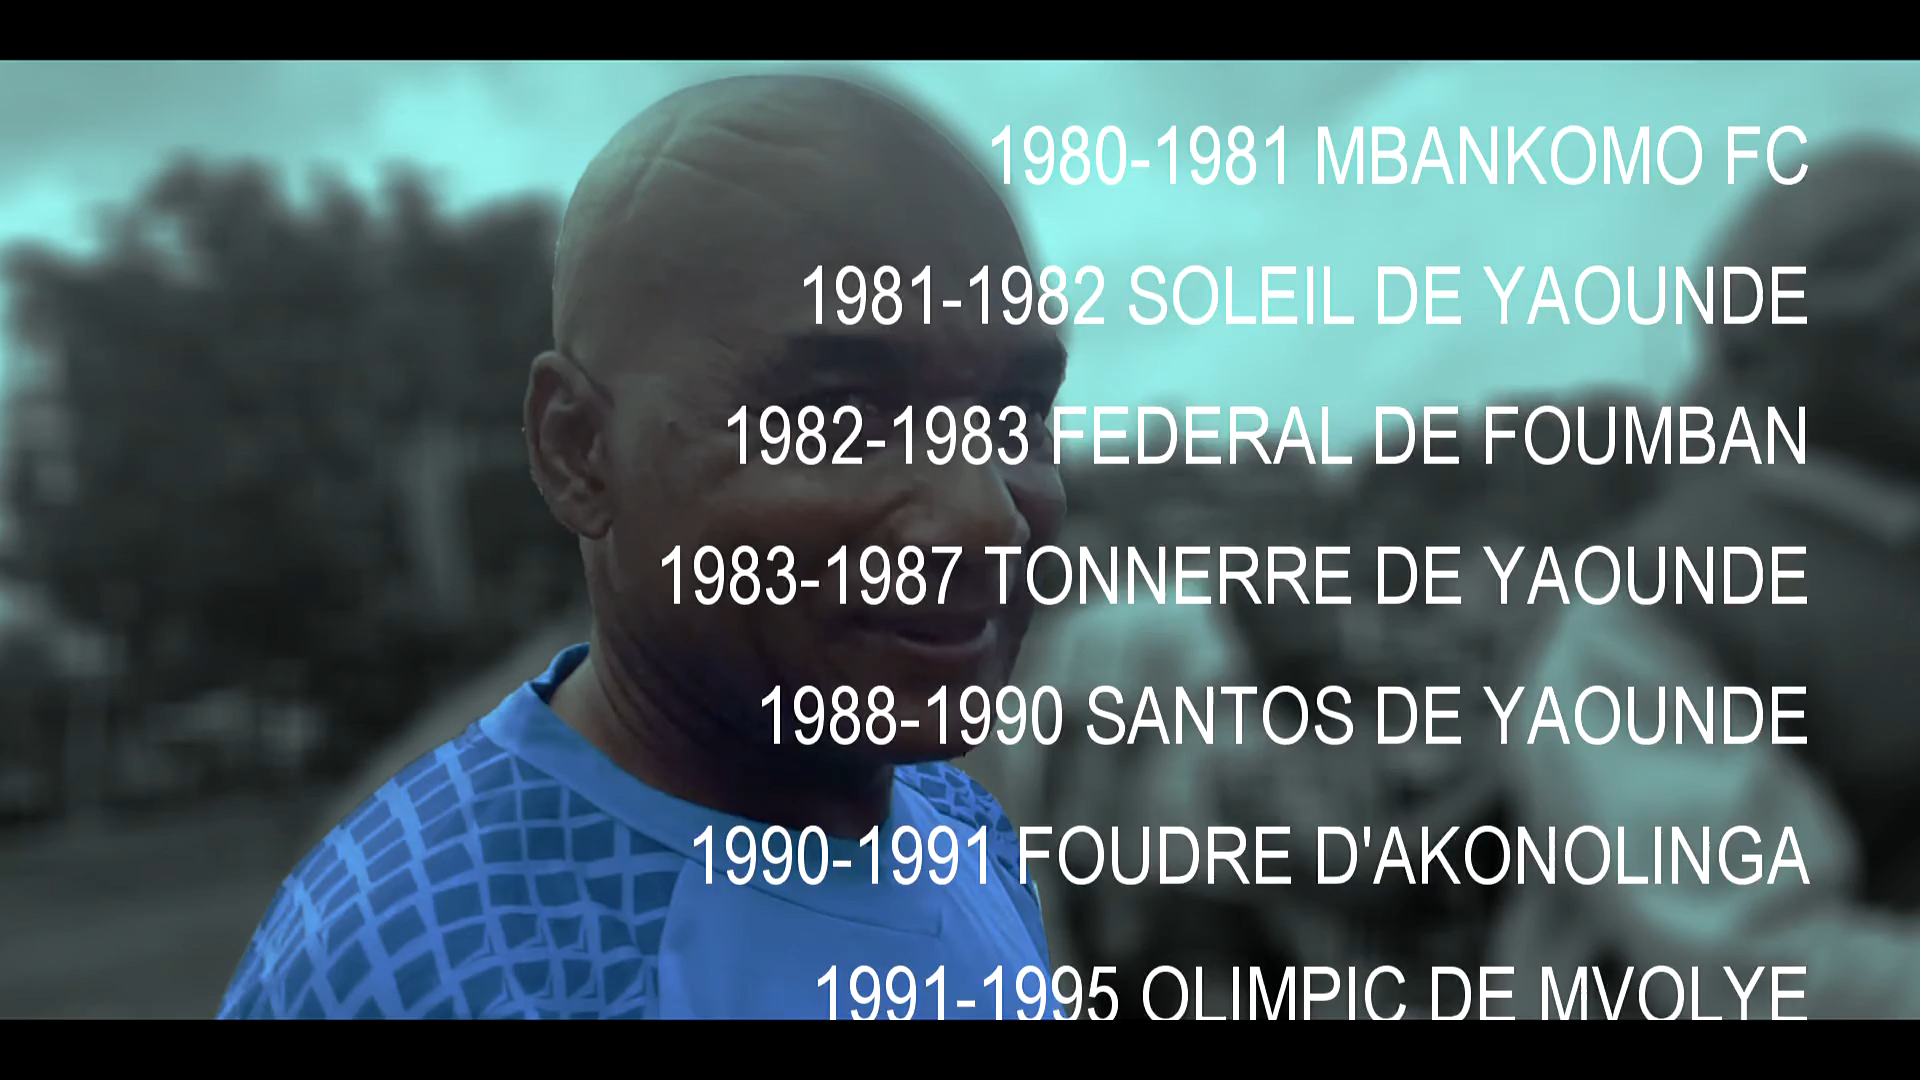 1980-1981 MBANKOMO FC
1981-1982 SOLEIL DE YAOUNDE
1982-1983 FEDERAL DE FOUMBAN
1983-1987 TONNERRE DE YAOUNDE
1988-1990 SANTOS DE YAOUNDE
1990-1991 FOUDRE D'AKONOLINGA
1991-1995 OLIMPIC DE MVOLYE